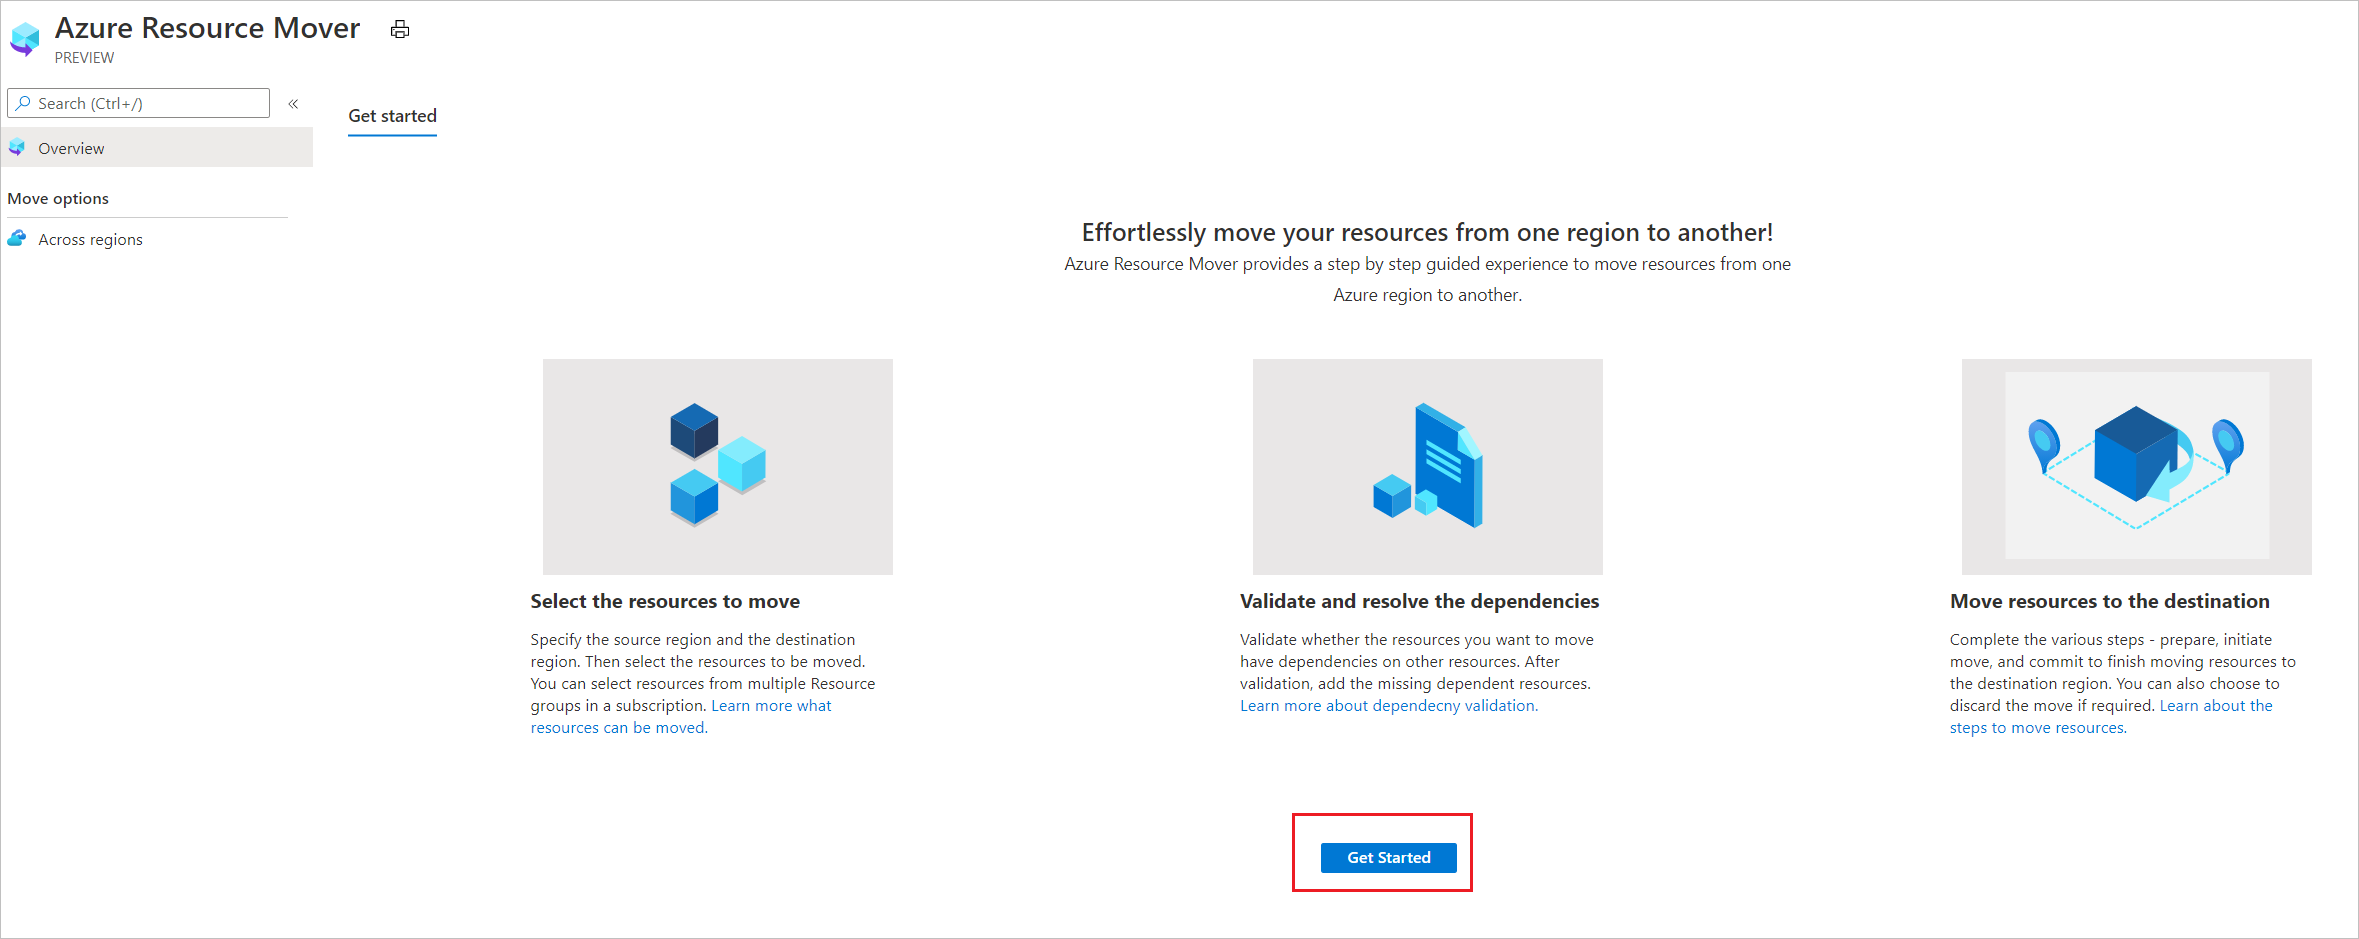 Azure Resource Mover
PREVIEW
Search (Ctrl+/)
Overview
Move options
Across regions
Get started
Effortlessly move your resources from one region to another!
Azure Resource Mover provides a step by step guided experience to move resources from one
Azure region to another.
Select the resources to move
Specify the source region and the destination
region. Then select the resources to be moved.
You can select resources from multiple Resource
groups in a subscription. Learn more what
resources can be moved.
Validate and resolve the dependencies
Validate whether the resources you want to move
have dependencies on other resources. After
validation, add the missing dependent resources.
Learn more about dependecny validation.
Move resources to the destination
Complete the various steps - prepare, initiate
move, and commit to finish moving resources to
the destination region. You can also choose to
discard the move if required. Learn about the
steps to move resources.
Get Started